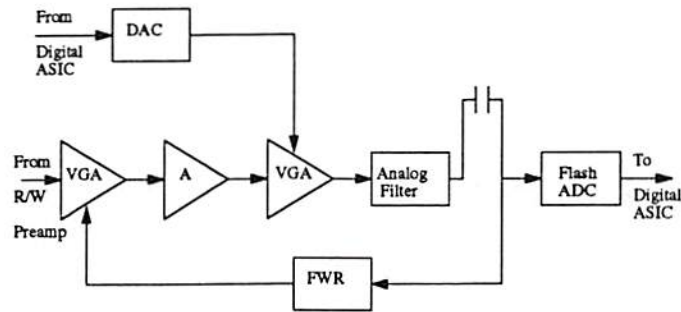 From
Digital
ASIC
DAC
From
R/W
Preamp
VGA
A
VGA
Analog
Filter
Flash
ADC
To
Digital
ASIC
FWR